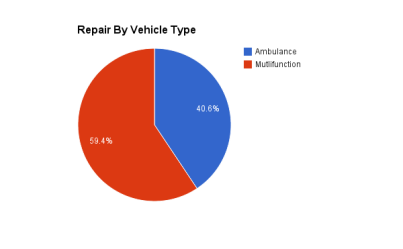 Repair By Vehicle Type
Ambulance
Mutlifunction
40.6%
59.4%